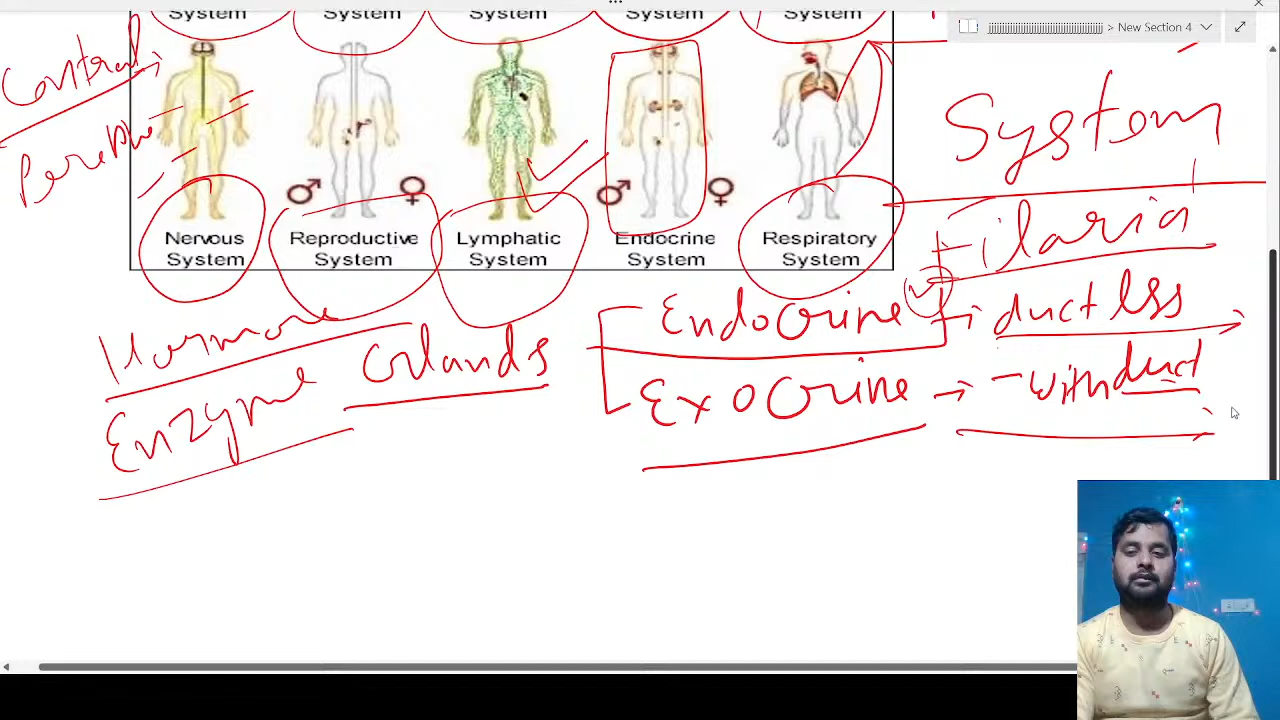 System System System System System
> New Section 4
Central
Nervous System
Reproductive System
Lymphatic System
Endocrine System
Respiratory System
System
Filaria
Hormone
Enzyme
Glands
Endocrine → ductless
Exocrine → - with duct